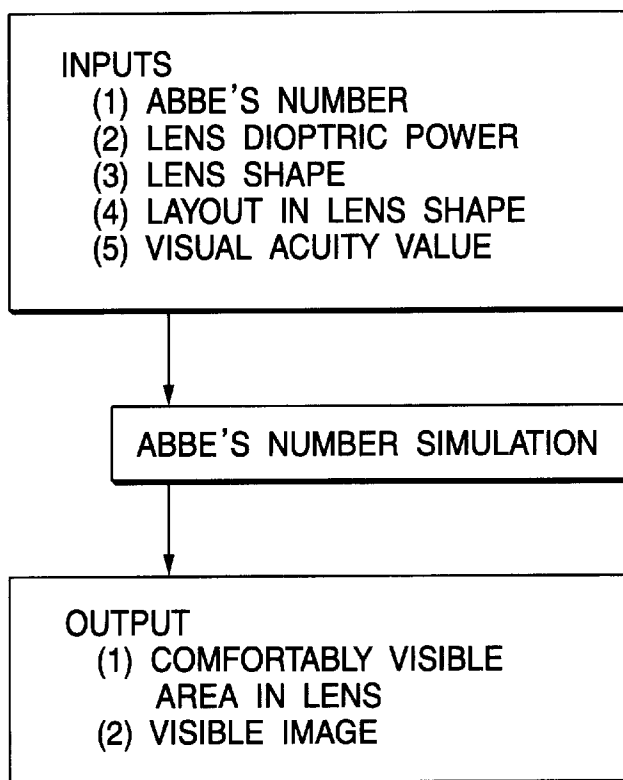 INPUTS
(1) ABBE'S NUMBER
(2) LENS DIOPTRIC POWER
(3) LENS SHAPE
(4) LAYOUT IN LENS SHAPE
(5) VISUAL ACUITY VALUE
ABBE'S NUMBER SIMULATION
OUTPUT
(1) COMFORTABLY VISIBLE
AREA IN LENS
(2) VISIBLE IMAGE